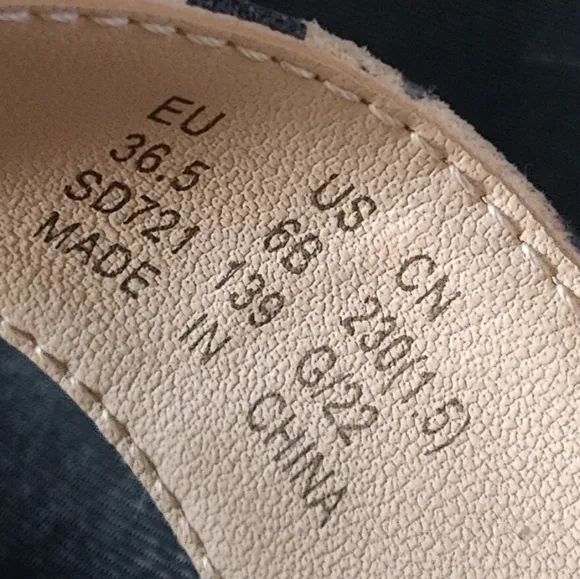 EU US CN
36.5 6B 230(1.5)
SD721 139 G/22
MADE IN CHINA